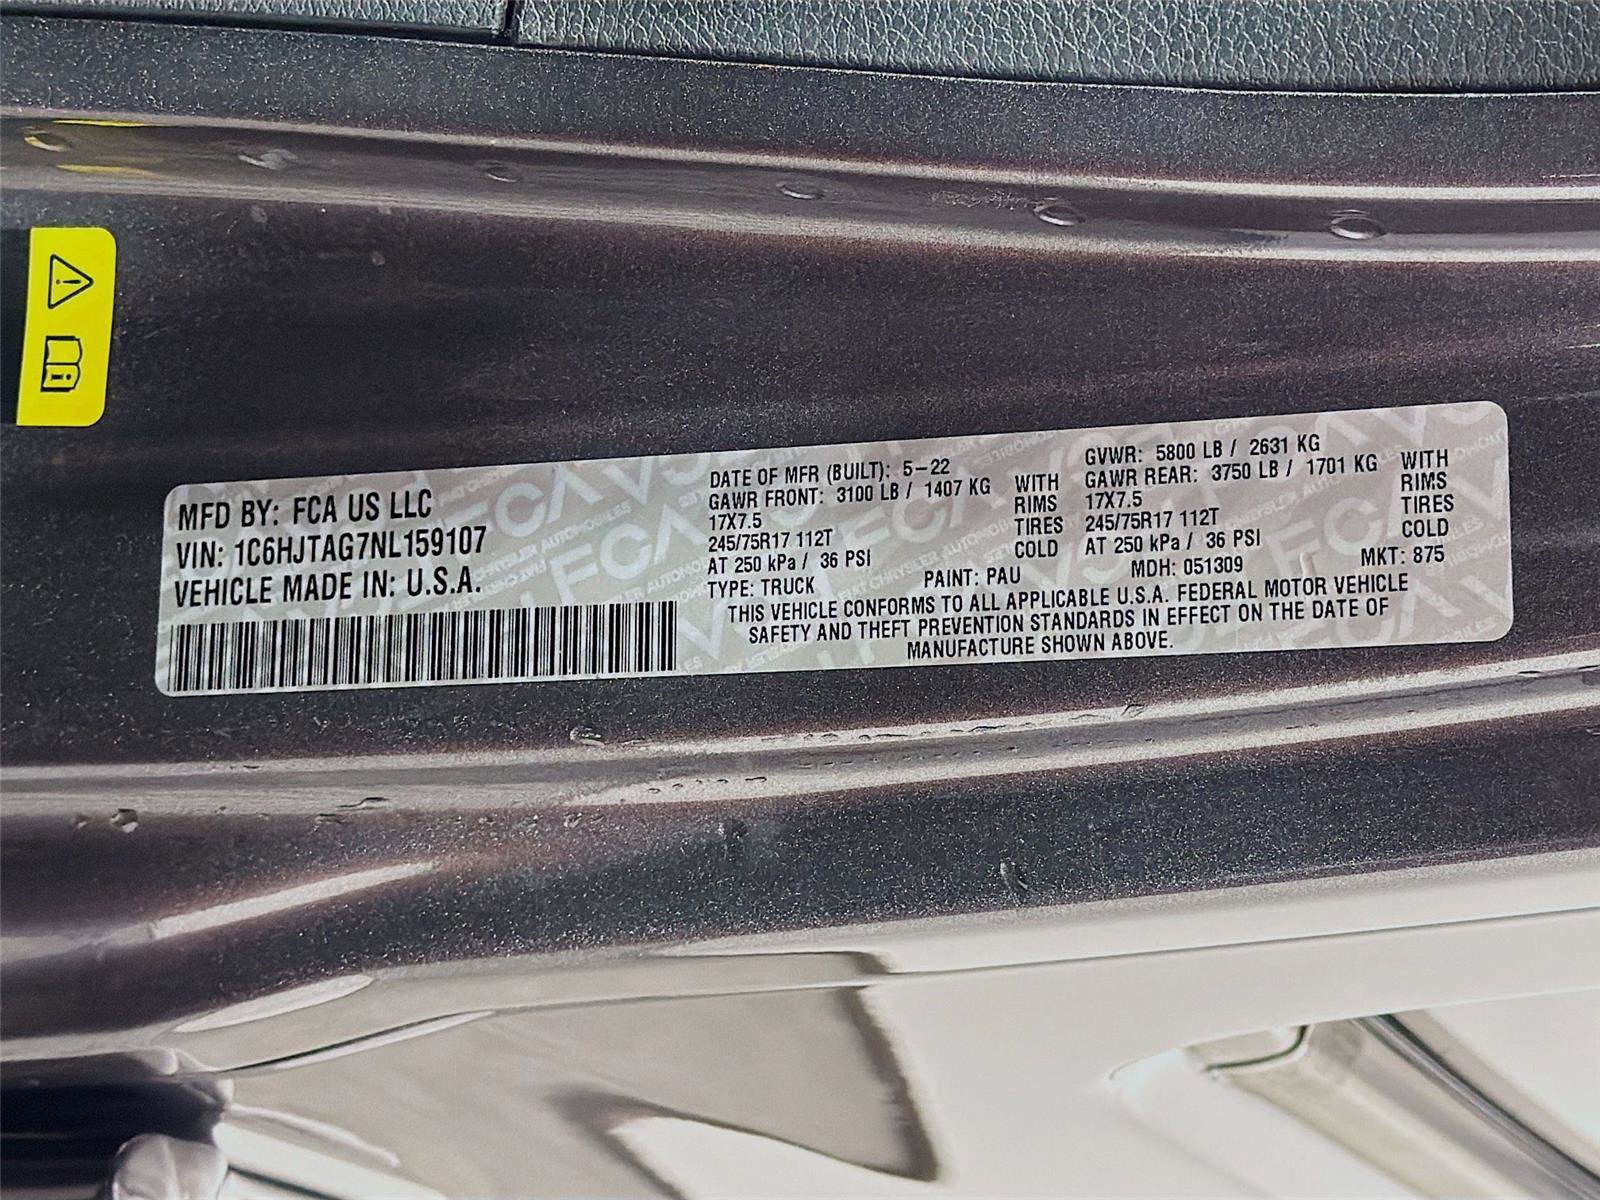 MFD BY: FCA US LLC
VIN: 1C6HJTAG7NL159107
VEHICLE MADE IN: U.S.A.
DATE OF MFR (BUILT): 5-22
GAWR FRONT: 3100 LB / 1407 KG WITH
17X7.5 RIMS
245/75R17 112T TIRES
AT 250 kPa / 36 PSI COLD
GVWR: 5800 LB / 2631 KG
GAWR REAR: 3750 LB / 1701 KG WITH
17X7.5 RIMS
245/75R17 112T TIRES
AT 250 kPa / 36 PSI COLD
TYPE: TRUCK PAINT: PAU MDH: 051309 MKT: 875
THIS VEHICLE CONFORMS TO ALL APPLICABLE U.S.A. FEDERAL MOTOR VEHICLE
SAFETY AND THEFT PREVENTION STANDARDS IN EFFECT ON THE DATE OF
MANUFACTURE SHOWN ABOVE.